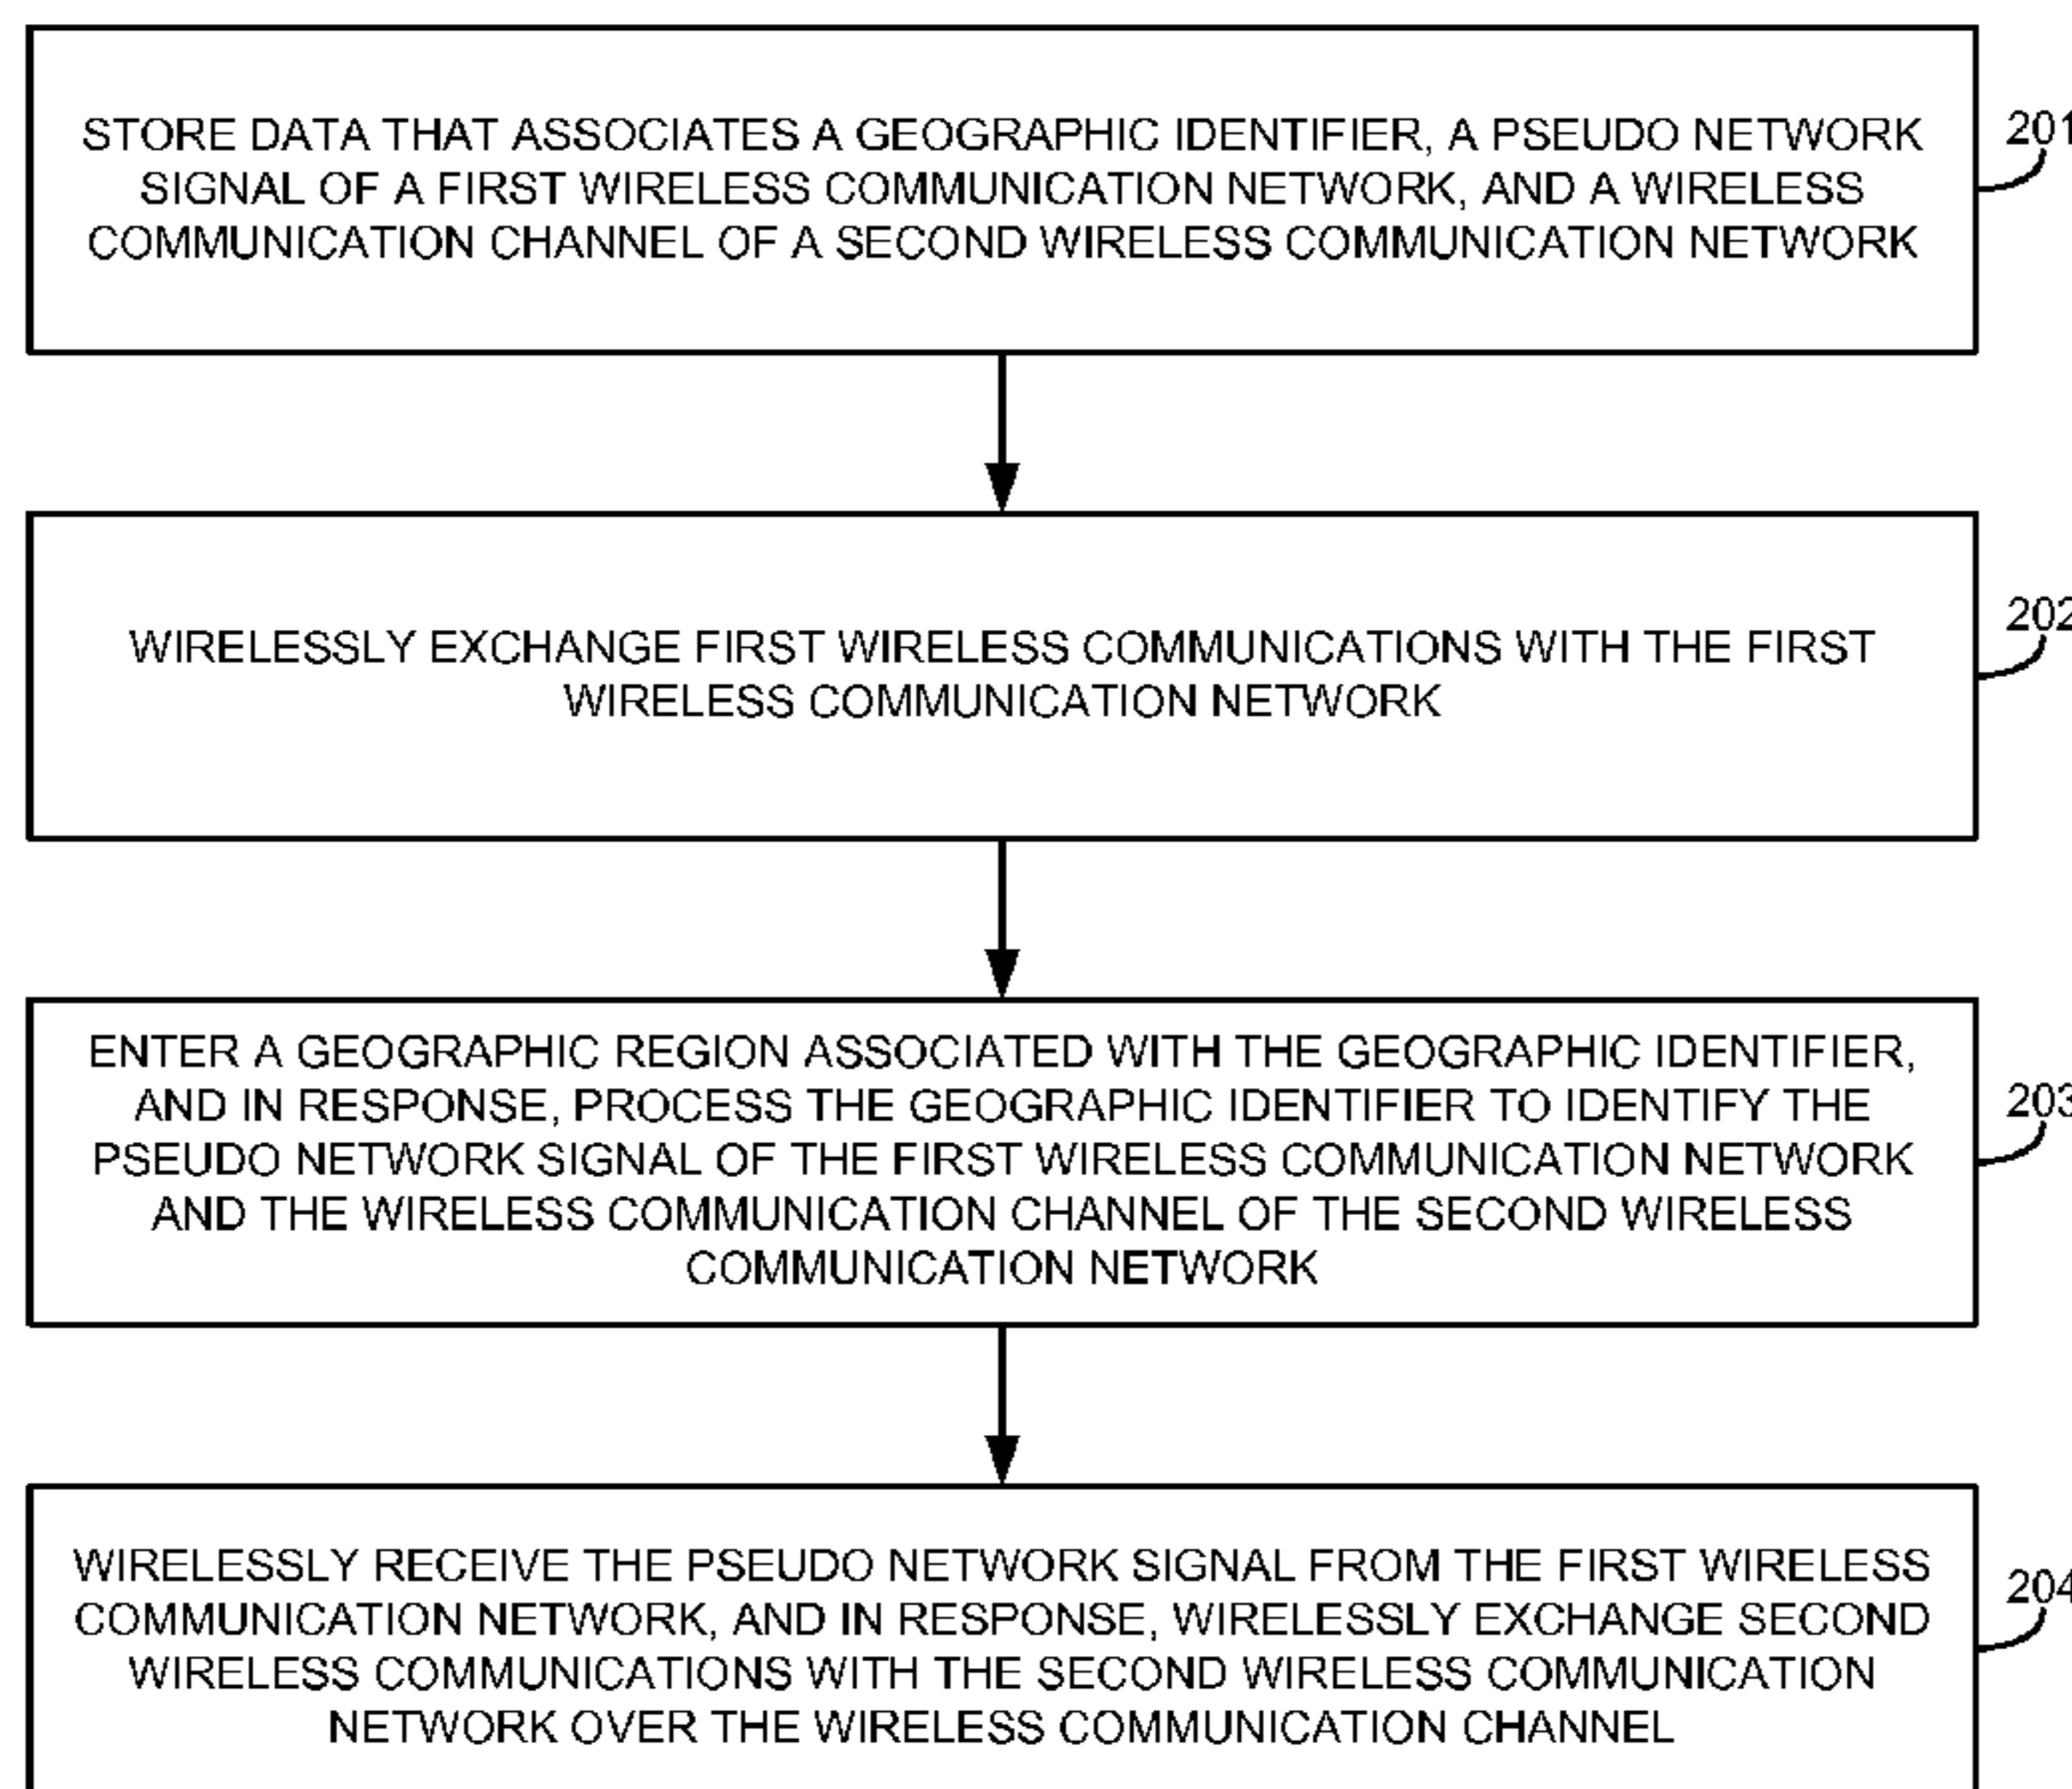 STORE DATA THAT ASSOCIATES A GEOGRAPHIC IDENTIFIER, A PSEUDO NETWORK
SIGNAL OF A FIRST WIRELESS COMMUNICATION NETWORK, AND A WIRELESS
COMMUNICATION CHANNEL OF A SECOND WIRELESS COMMUNICATION NETWORK
201
WIRELESSLY EXCHANGE FIRST WIRELESS COMMUNICATIONS WITH THE FIRST
WIRELESS COMMUNICATION NETWORK
202
ENTER A GEOGRAPHIC REGION ASSOCIATED WITH THE GEOGRAPHIC IDENTIFIER,
AND IN RESPONSE, PROCESS THE GEOGRAPHIC IDENTIFIER TO IDENTIFY THE
PSEUDO NETWORK SIGNAL OF THE FIRST WIRELESS COMMUNICATION NETWORK
AND THE WIRELESS COMMUNICATION CHANNEL OF THE SECOND WIRELESS
COMMUNICATION NETWORK
203
WIRELESSLY RECEIVE THE PSEUDO NETWORK SIGNAL FROM THE FIRST WIRELESS
COMMUNICATION NETWORK, AND IN RESPONSE, WIRELESSLY EXCHANGE SECOND
WIRELESS COMMUNICATIONS WITH THE SECOND WIRELESS COMMUNICATION
NETWORK OVER THE WIRELESS COMMUNICATION CHANNEL
204